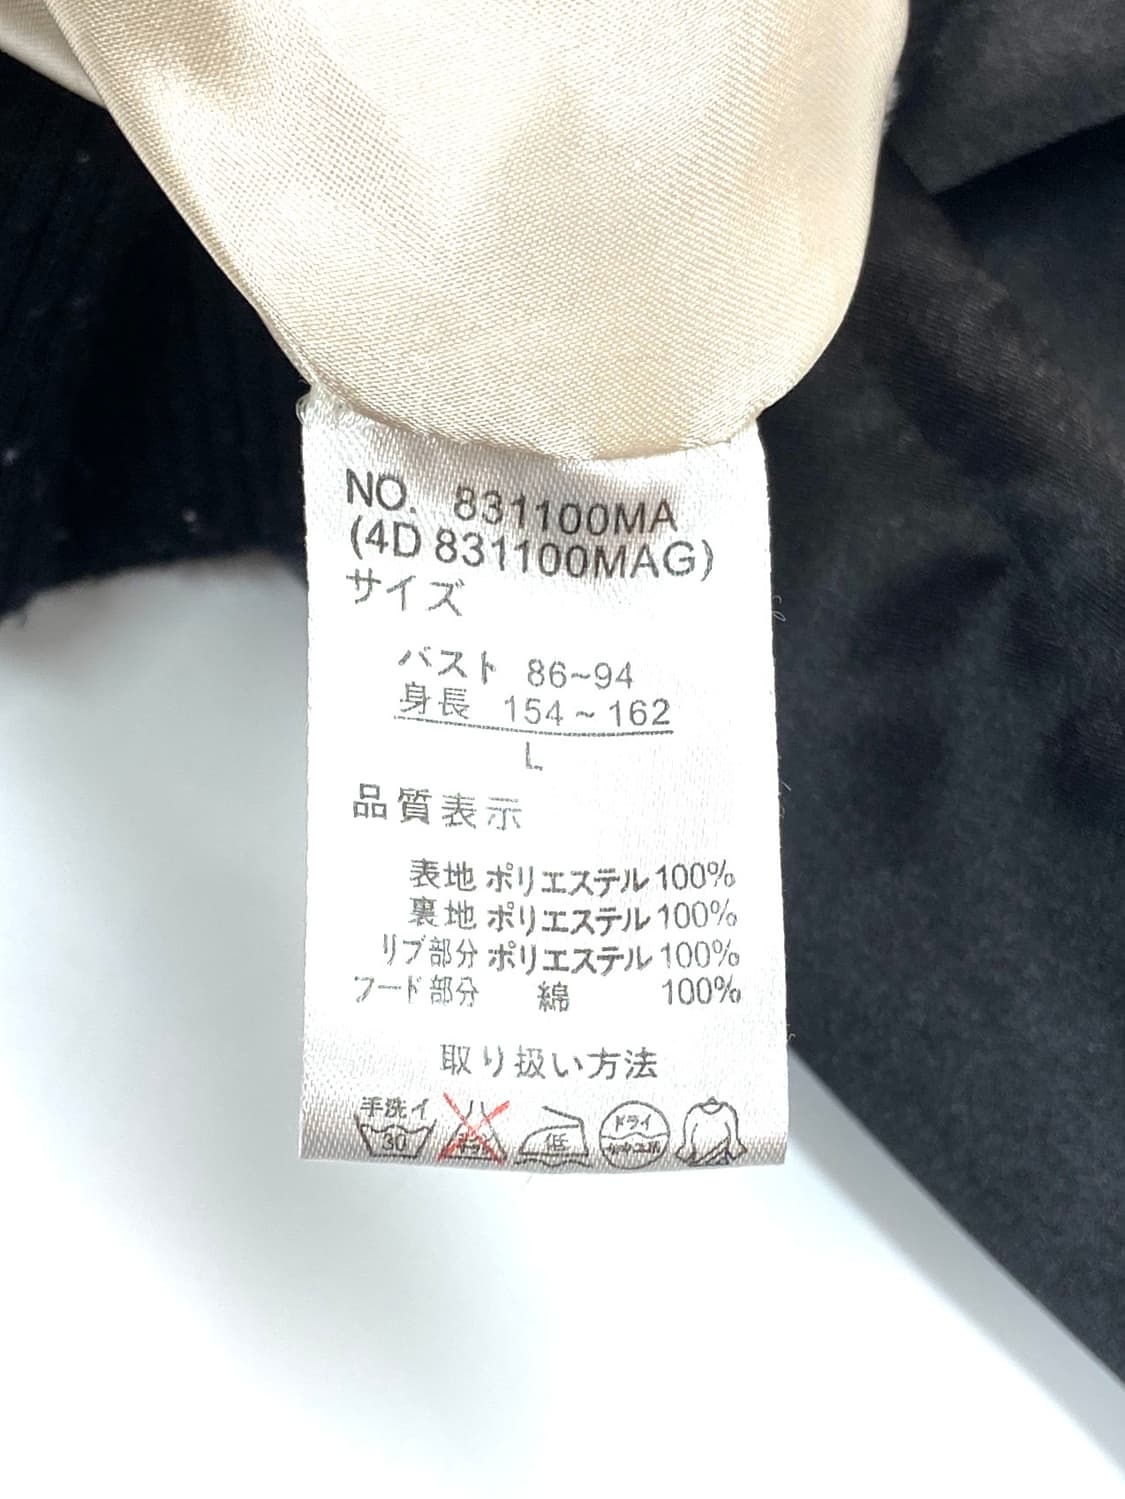 NO. 831100MA
(4D 831100MAG)
サイズ
バスト 86~94
身長 154~162
L
品質表示
表地 ポリエステル 100%
裏地 ポリエステル 100%
リブ部分 ポリエステル 100%
フード部分 綿 100%
取り扱い方法
手洗イ 30
低
ドライ